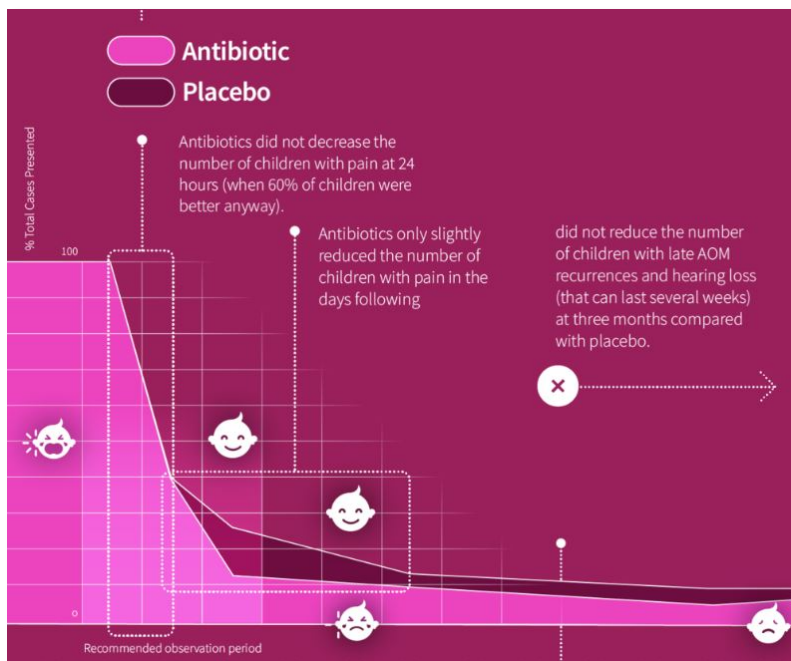 Antibiotic
Placebo
% Total Cases Presented
Antibiotics did not decrease the
number of children with pain at 24
hours (when 60% of children were
better anyway).
Antibiotics only slightly
reduced the number of
children with pain in the
days following
did not reduce the number
of children with late AOM
recurrences and hearing loss
(that can last several weeks)
at three months compared
with placebo.
100
0
Recommended observation period